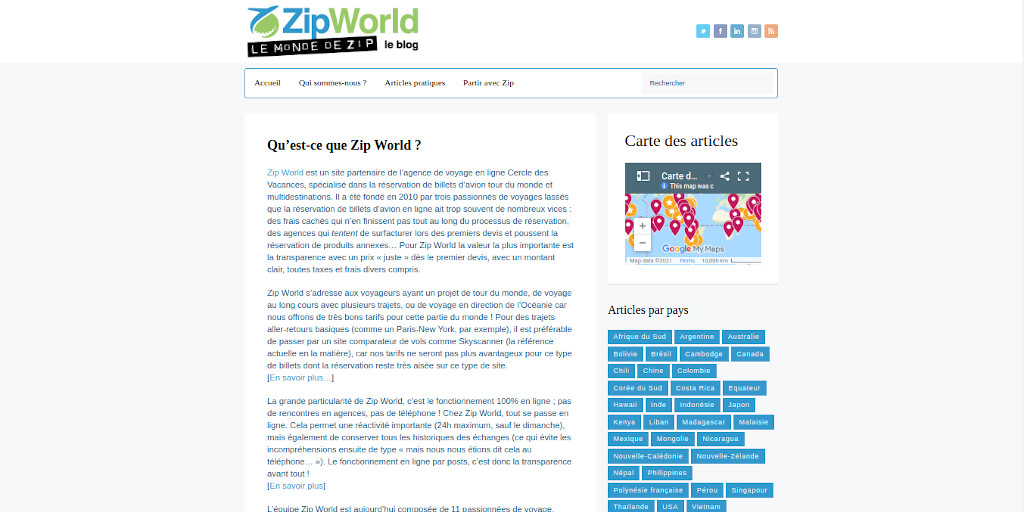 ZipWorld
LE MONDE DE ZIP le blog
Accueil
Qui sommes-nous ?
Articles pratiques
Partir avec Zip
Rechercher
Qu'est-ce que Zip World ?
Zip World est un site partenaire de l'agence de voyage en ligne Cercle des
Vacances, spécialisé dans la réservation de billets d'avion tour du monde et
multidestinations. Il a été fondé en 2010 par trois passionnés de voyages lassés
que la réservation de billets d'avion en ligne ait trop souvent de nombreux vices :
des frais cachés qui n'en finissent pas tout au long du processus de réservation,
des agences qui tentent de surfacturer lors des premiers devis et poussent la
réservation de produits annexes… Pour Zip World la valeur la plus importante est
la transparence avec un prix « juste » dès le premier devis, avec un montant
clair, toutes taxes et frais divers compris.
Zip World s'adresse aux voyageurs ayant un projet de tour du monde, de voyage
au long cours avec plusieurs trajets, ou de voyage en direction de l'Océanie car
nous offrons de très bons tarifs pour cette partie du monde ! Pour des trajets
aller-retours basiques (comme un Paris-New York, par exemple), il est préférable
de passer par un site comparateur de vols comme Skyscanner (la référence
actuelle en la matière), car nos tarifs ne seront pas plus avantageux pour ce type
de billets dont la réservation reste très aisée sur ce type de site.
[En savoir plus…]
La grande particularité de Zip World, c'est le fonctionnement 100% en ligne ; pas
de rencontres en agences, pas de téléphone ! Chez Zip World, tout se passe en
ligne. Cela permet une réactivité importante (24h maximum, sauf le dimanche),
mais également de conserver tous les historiques des échanges (ce qui évite les
incompréhensions ensuite de type « mais nous nous étions dit cela au
téléphone… »). Le fonctionnement en ligne par posts, c'est donc la transparence
avant tout !
[En savoir plus]
L'équipe Zip World est aujourd'hui composée de 11 passionnées de voyage,
Carte des articles
Carte d...
This map was c
Google My Maps
Map data ©2021 Terms 10,000 km
Articles par pays
Afrique du Sud
Argentine
Australie
Bolivie
Brésil
Cambodge
Canada
Chili
Chine
Colombie
Corée du Sud
Costa Rica
Equateur
Hawaii
Inde
Indonésie
Japon
Kenya
Liban
Madagascar
Malaisie
Mexique
Mongolie
Nicaragua
Nouvelle-Calédonie
Nouvelle-Zélande
Népal
Philippines
Polynésie française
Pérou
Singapour
Thaïlande
USA
Vietnam